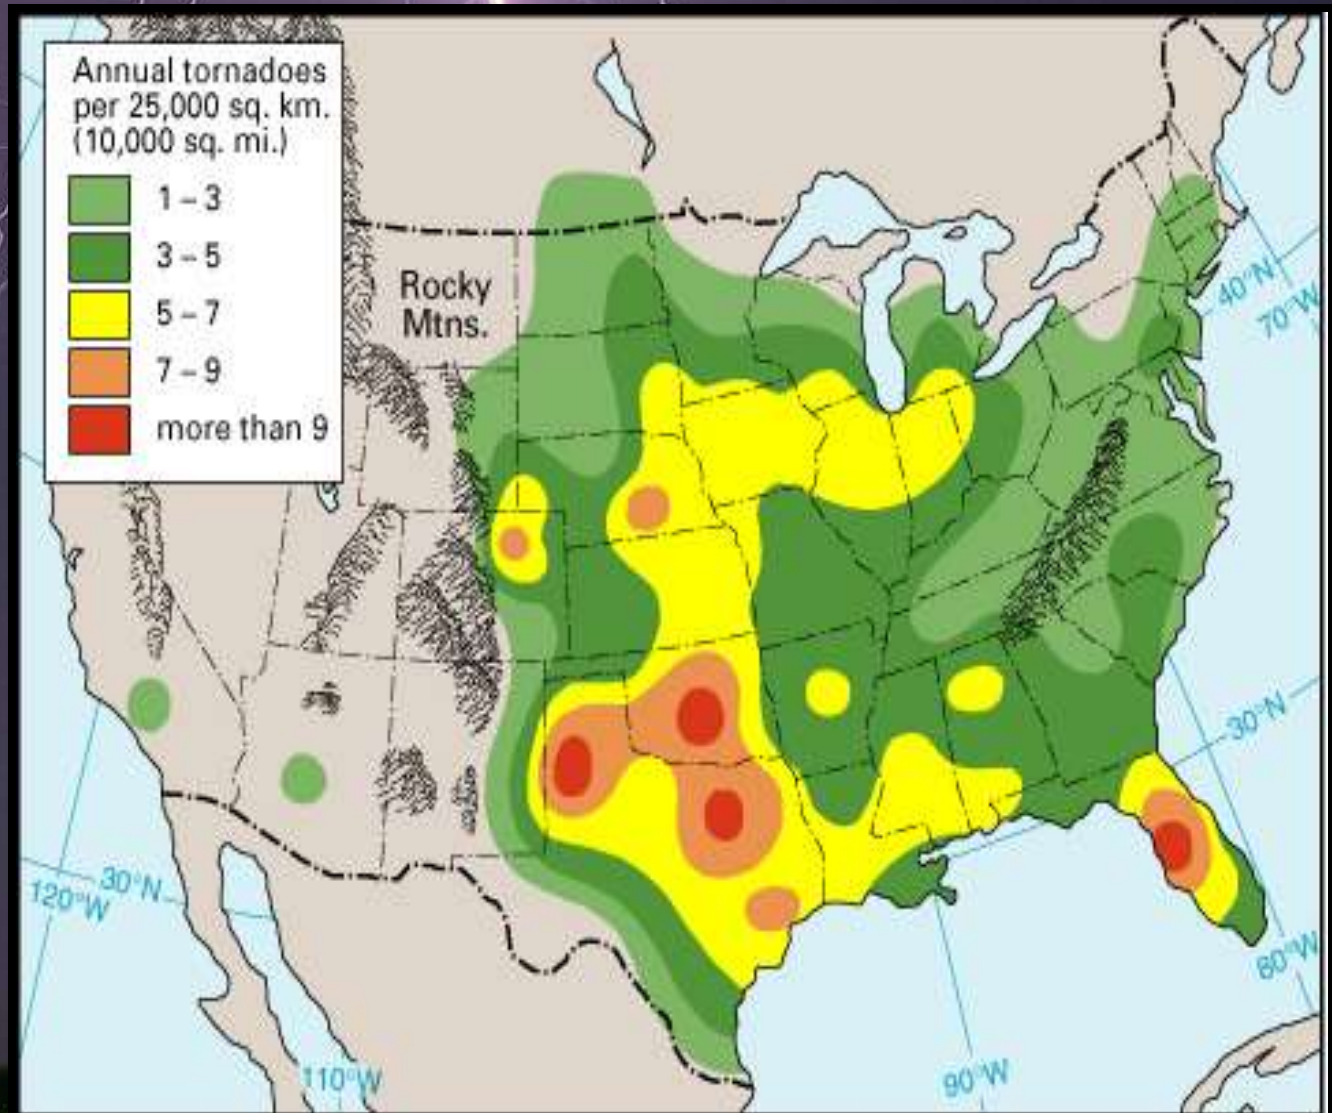 Annual tornadoes
per 25,000 sq. km.
(10,000 sq. mi.)
1 – 3
3 – 5
5 – 7
7 – 9
more than 9
Rocky
Mtns.
40°N
70°W
30°N
30°N
120°W
80°W
110°W
90°W